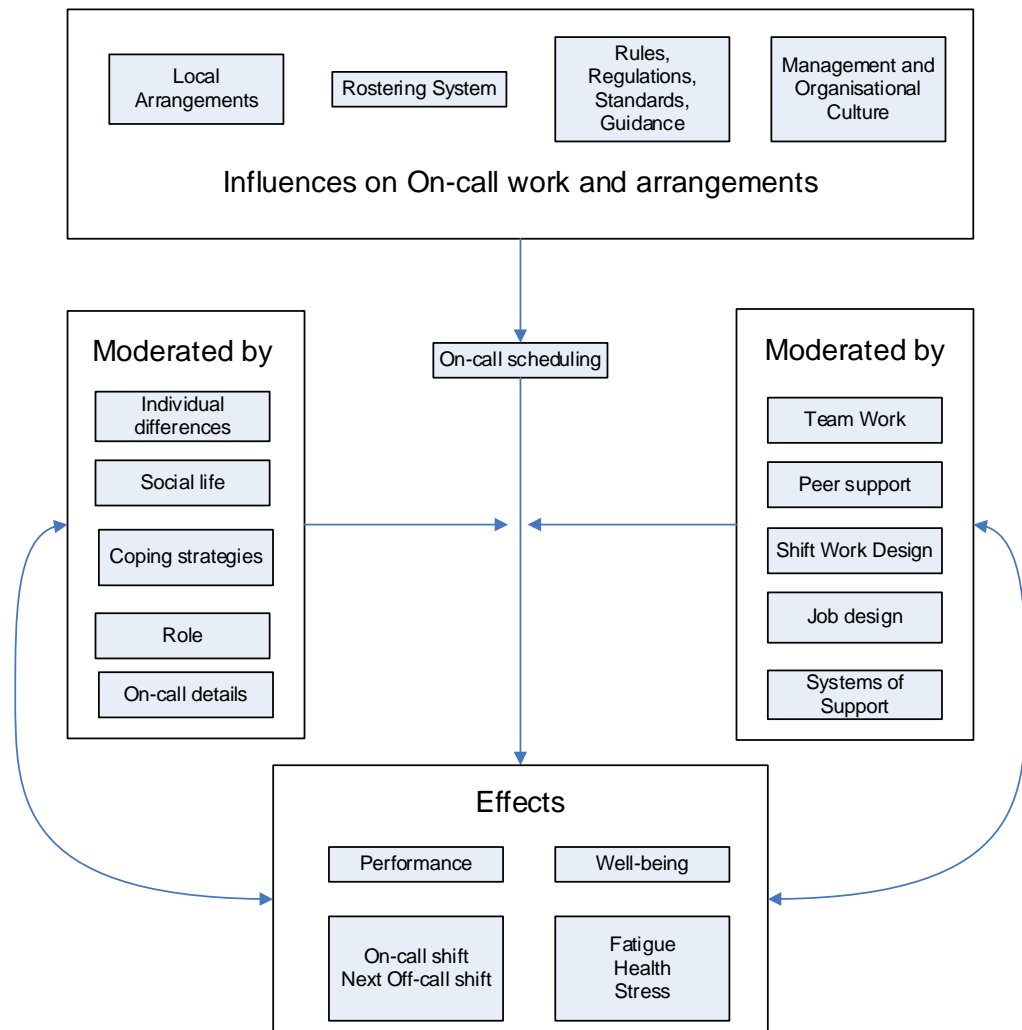 Local
Arrangements
Rostering System
Rules,
Regulations,
Standards,
Guidance
Management and
Organisational
Culture
Influences on On-call work and arrangements
On-call scheduling
Moderated by
Individual
differences
Social life
Coping strategies
Role
On-call details
Moderated by
Team Work
Peer support
Shift Work Design
Job design
Systems of
Support
Effects
Performance
Well-being
On-call shift
Next Off-call shift
Fatigue
Health
Stress